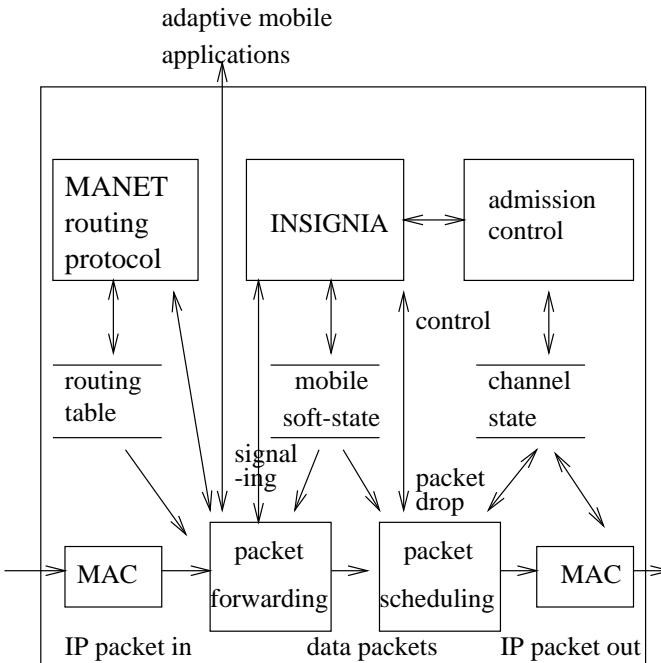 adaptive mobile
applications
MANET
routing
protocol
INSIGNIA
admission
control
control
routing
table
mobile
soft-state
channel
state
signal
-ing
packet
drop
MAC
packet
forwarding
packet
scheduling
MAC
IP packet in
data packets
IP packet out